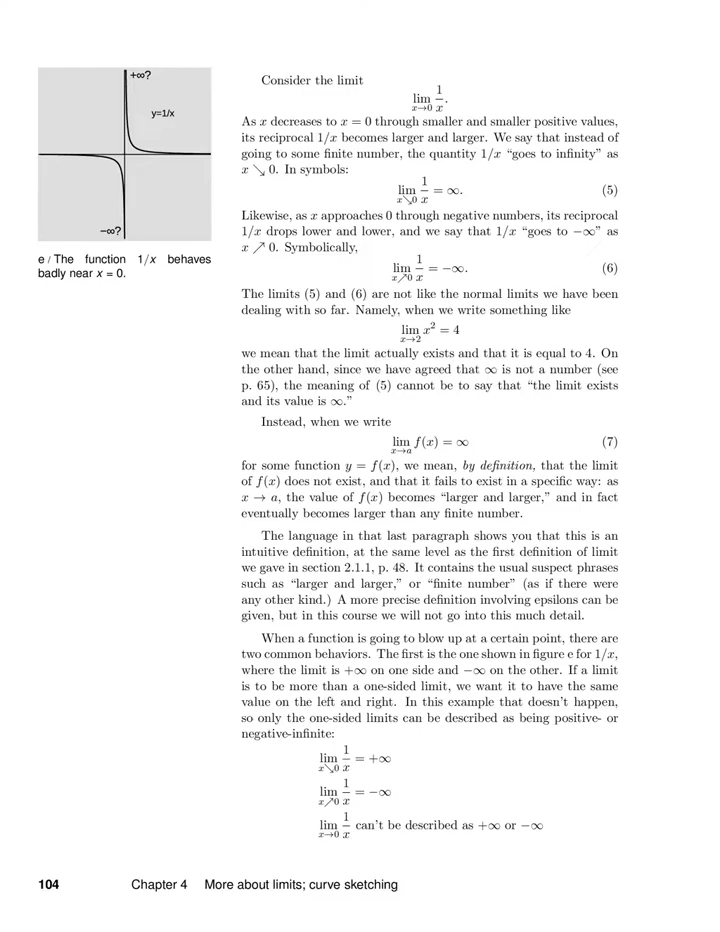 +∞?
y=1/x
−∞?
e / The function 1/x behaves
badly near x = 0.
Consider the limit
lim x→0 1/x.
As x decreases to x = 0 through smaller and smaller positive values,
its reciprocal 1/x becomes larger and larger. We say that instead of
going to some finite number, the quantity 1/x “goes to infinity” as
x ↘ 0. In symbols:
lim x↘0 1/x = ∞. (5)
Likewise, as x approaches 0 through negative numbers, its reciprocal
1/x drops lower and lower, and we say that 1/x “goes to −∞” as
x ↗ 0. Symbolically,
lim x↗0 1/x = −∞. (6)
The limits (5) and (6) are not like the normal limits we have been
dealing with so far. Namely, when we write something like
lim x→2 x² = 4
we mean that the limit actually exists and that it is equal to 4. On
the other hand, since we have agreed that ∞ is not a number (see
p. 65), the meaning of (5) cannot be to say that “the limit exists
and its value is ∞.”
Instead, when we write
lim x→a f(x) = ∞ (7)
for some function y = f(x), we mean, by definition, that the limit
of f(x) does not exist, and that it fails to exist in a specific way: as
x → a, the value of f(x) becomes “larger and larger,” and in fact
eventually becomes larger than any finite number.
The language in that last paragraph shows you that this is an
intuitive definition, at the same level as the first definition of limit
we gave in section 2.1.1, p. 48. It contains the usual suspect phrases
such as “larger and larger,” or “finite number” (as if there were
any other kind.) A more precise definition involving epsilons can be
given, but in this course we will not go into this much detail.
When a function is going to blow up at a certain point, there are
two common behaviors. The first is the one shown in figure e for 1/x,
where the limit is +∞ on one side and −∞ on the other. If a limit
is to be more than a one-sided limit, we want it to have the same
value on the left and right. In this example that doesn’t happen,
so only the one-sided limits can be described as being positive- or
negative-infinite:
lim x↘0 1/x = +∞
lim x↗0 1/x = −∞
lim x→0 1/x can’t be described as +∞ or −∞
104 Chapter 4 More about limits; curve sketching